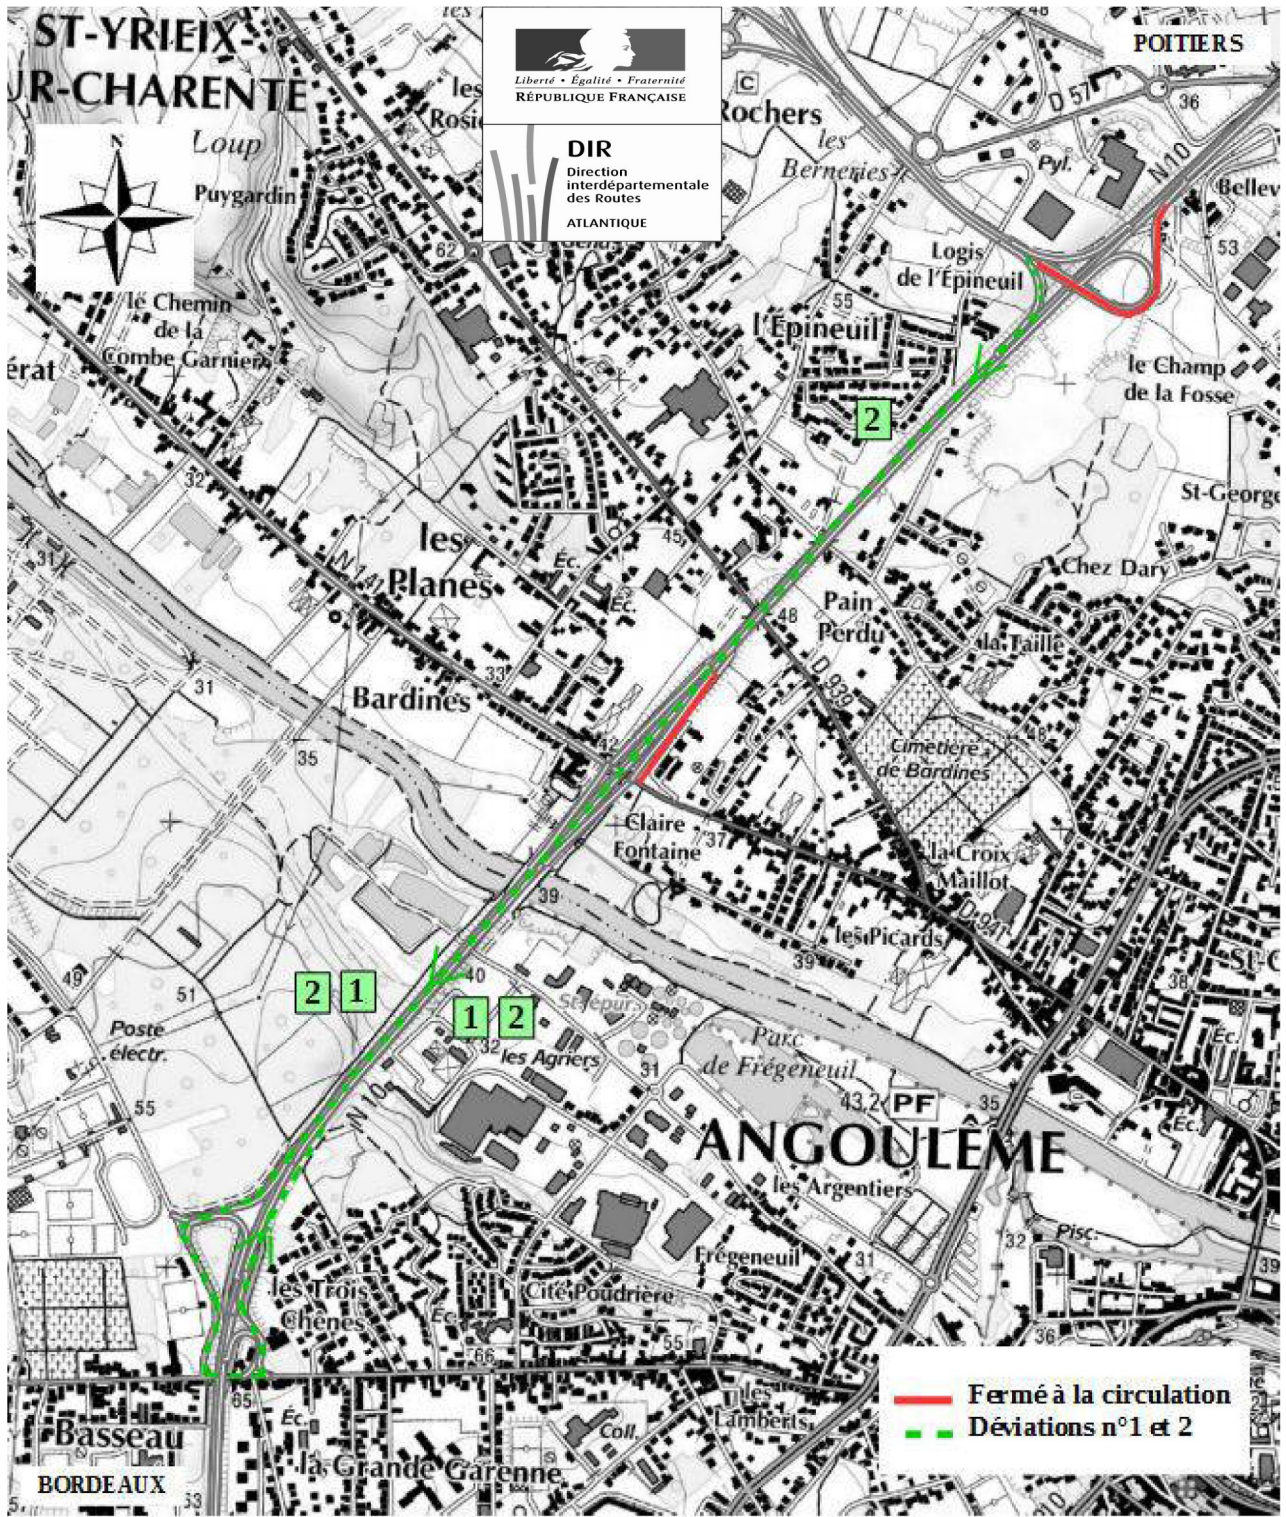 ST-YRIEIX-
UR-CHARENTE
Loup
Puygardin
Liberté • Égalité • Fraternité
RÉPUBLIQUE FRANÇAISE
DIR
Direction
interdépartementale
des Routes
ATLANTIQUE
POITIERS
C
Rochers
les
Berneries
D 57
36
Pyl.
N 10
N
62
Bellev
53
Logis
de l'Épineuil
55
l'Épineuil
le Chemin
de la
Combe Garnier
érat
le Champ
de la Fosse
2
32
St-George
31
les
Planes
N 141
Éc.
Éc.
45
Chez Dary
Pain
Perdu
48
la Taille
33
31
Bardines
D 939
35
42
Cimetière
de Bardines
48
Claire
Fontaine
37
la Croix
Maillot
39
D 941
les Picards
39
49
51
2 1
40
1 2
38
Poste
électr.
32
les Agriers
31
Parc
de Frégeneuil
43,2
PF
35
Éc.
Éc.
55
N 10
ANGOULÊME
les Argentiers
Pisc.
32
39
Frégeneuil
31
les Trois
Chênes
Cité Poudrière
Éc.
66
55
36
65
Éc.
les
Lamberts
Coll.
Basseau
la Grande Garenne
BORDEAUX
53
Fermé à la circulation
Déviations n°1 et 2